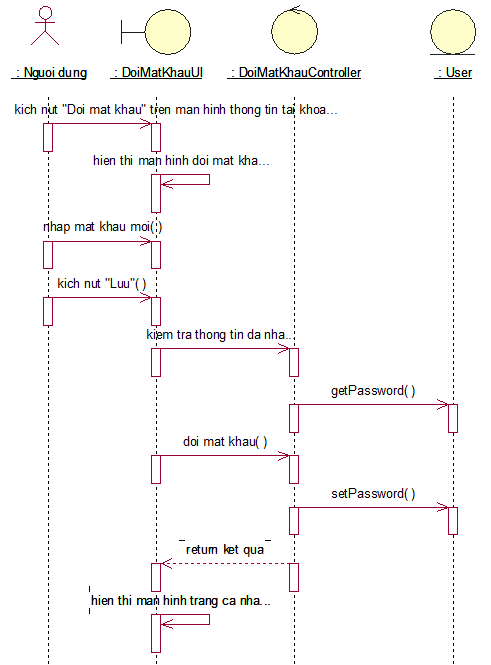 : Nguoi dung
: DoiMatKhauUI
: DoiMatKhauController
: User
kich nut "Doi mat khau" tren man hinh thong tin tai khoa...
hien thi man hinh doi mat kha...
nhap mat khau moi( )
kich nut "Luu"( )
kiem tra thong tin da nha...
getPassword( )
doi mat khau( )
setPassword( )
return ket qua
hien thi man hinh trang ca nha...